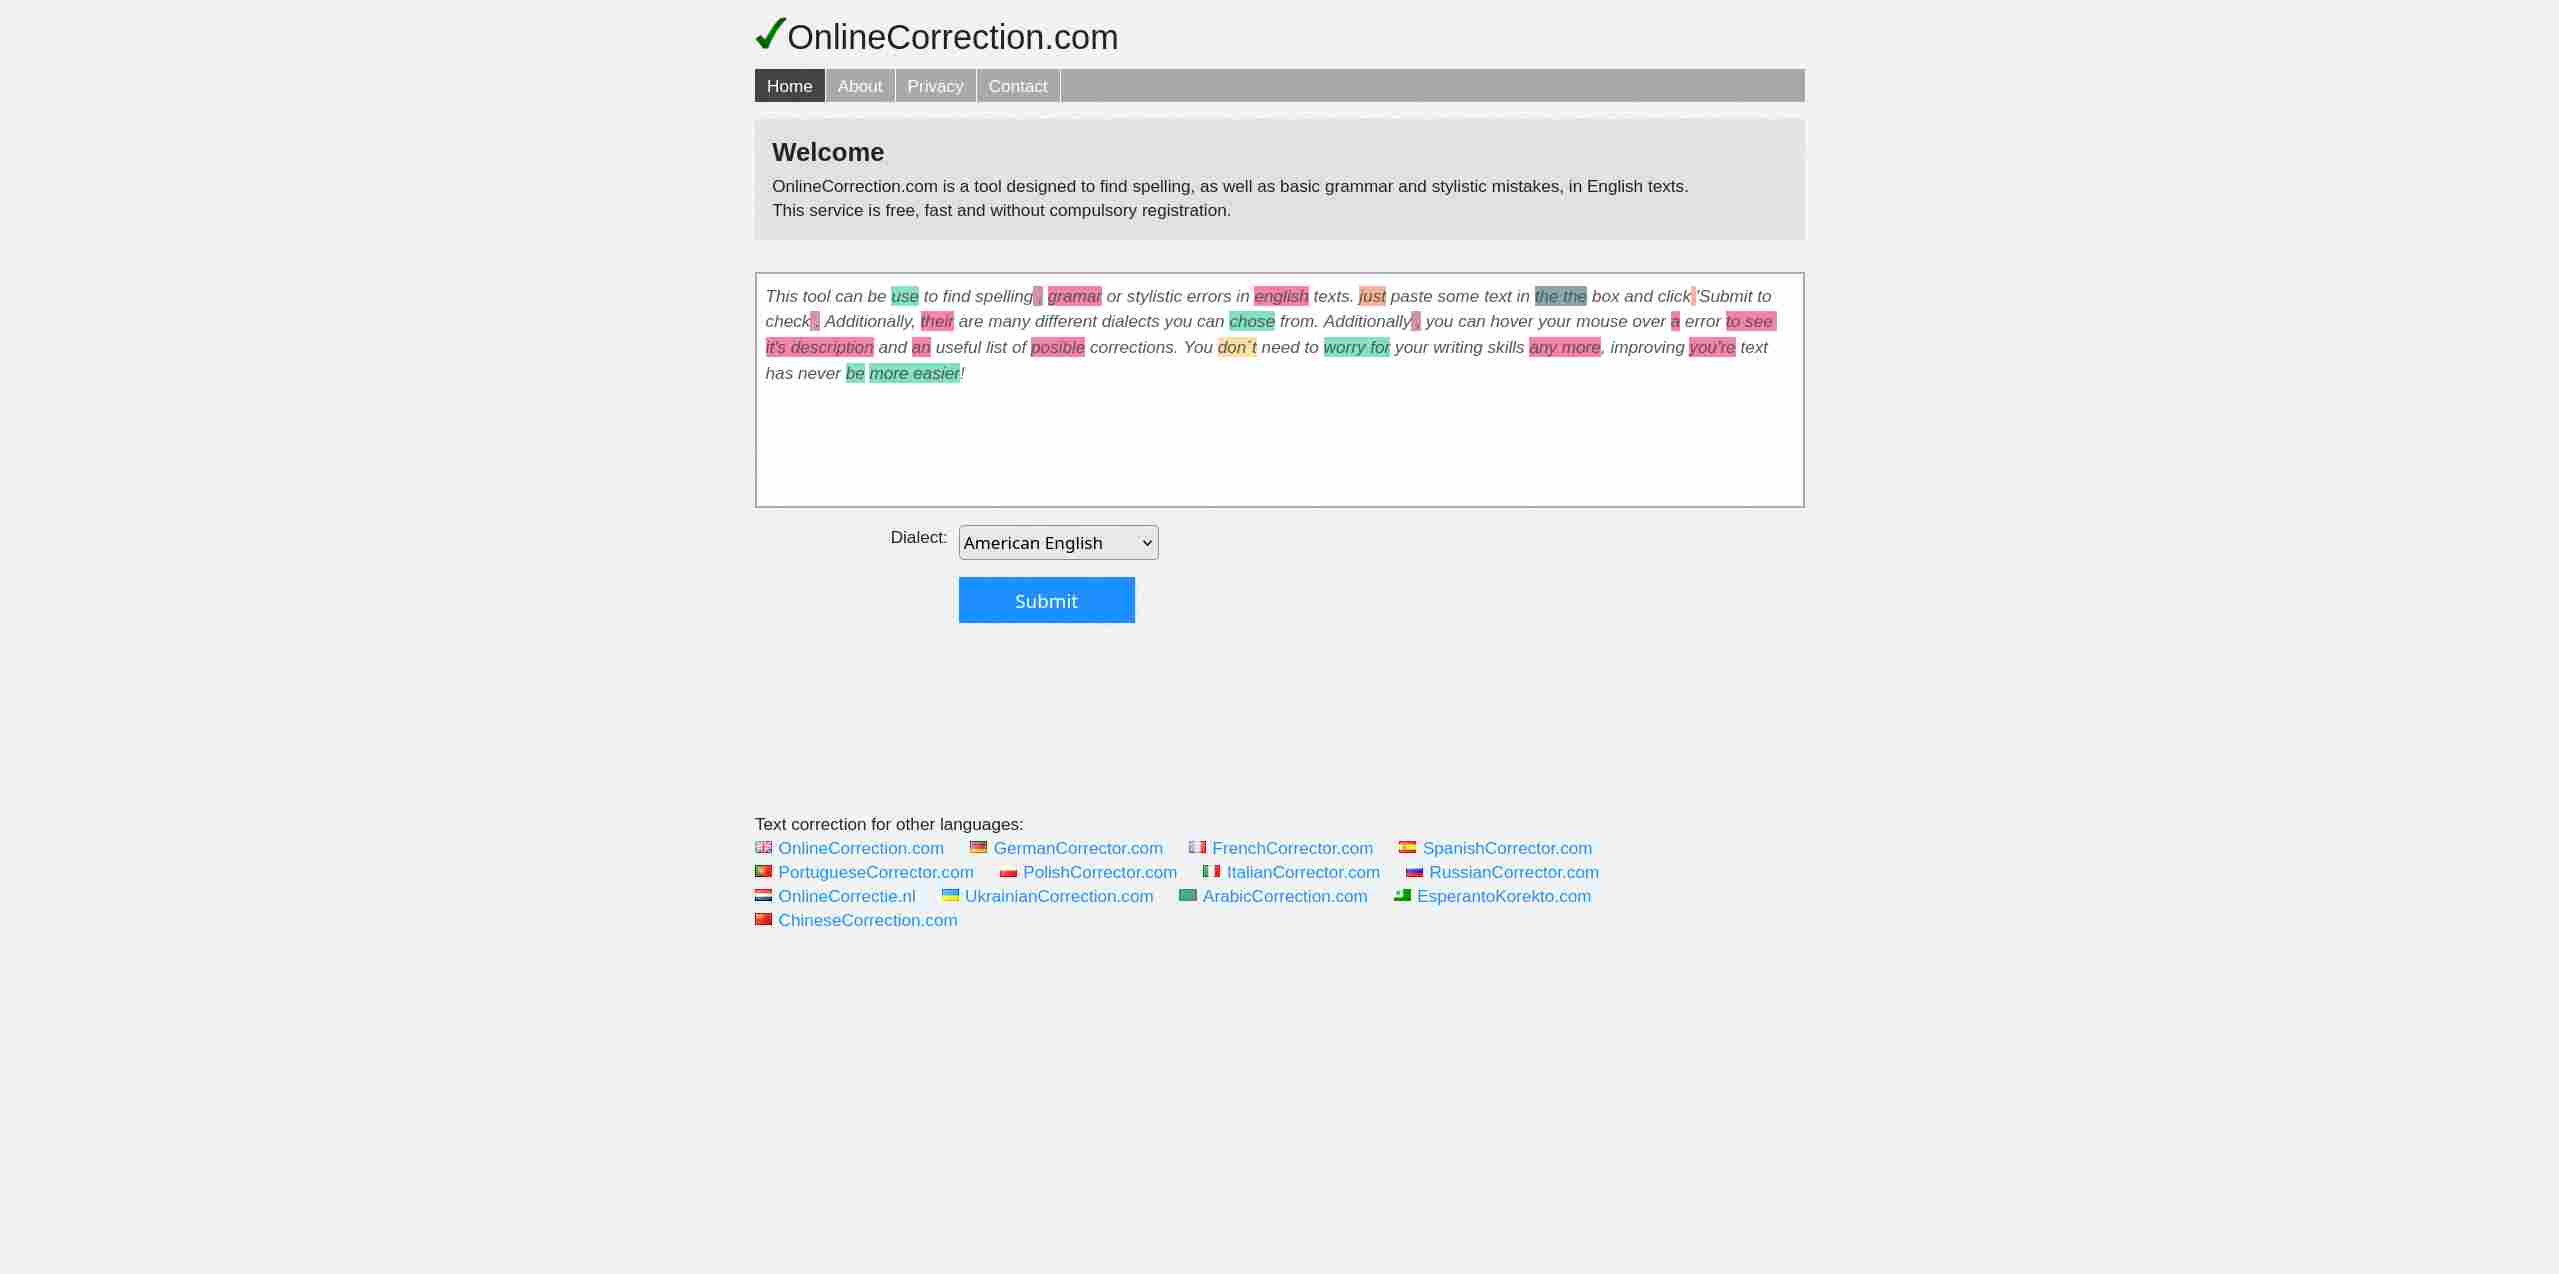 OnlineCorrection.com
Home About Privacy Contact
Welcome
OnlineCorrection.com is a tool designed to find spelling, as well as basic grammar and stylistic mistakes, in English texts.
This service is free, fast and without compulsory registration.
This tool can be use to find spelling , gramar or stylistic errors in english texts. just paste some text in the the box and click 'Submit to
check . Additionally, their are many different dialects you can chose from. Additionally , you can hover your mouse over a error to see
it's description and an useful list of posible corrections. You don´t need to worry for your writing skills any more, improving you're text
has never be more easier!
Dialect: American English
Submit
Text correction for other languages:
OnlineCorrection.com GermanCorrector.com FrenchCorrector.com SpanishCorrector.com
PortugueseCorrector.com PolishCorrector.com ItalianCorrector.com RussianCorrector.com
OnlineCorrectie.nl UkrainianCorrection.com ArabicCorrection.com EsperantoKorekto.com
ChineseCorrection.com